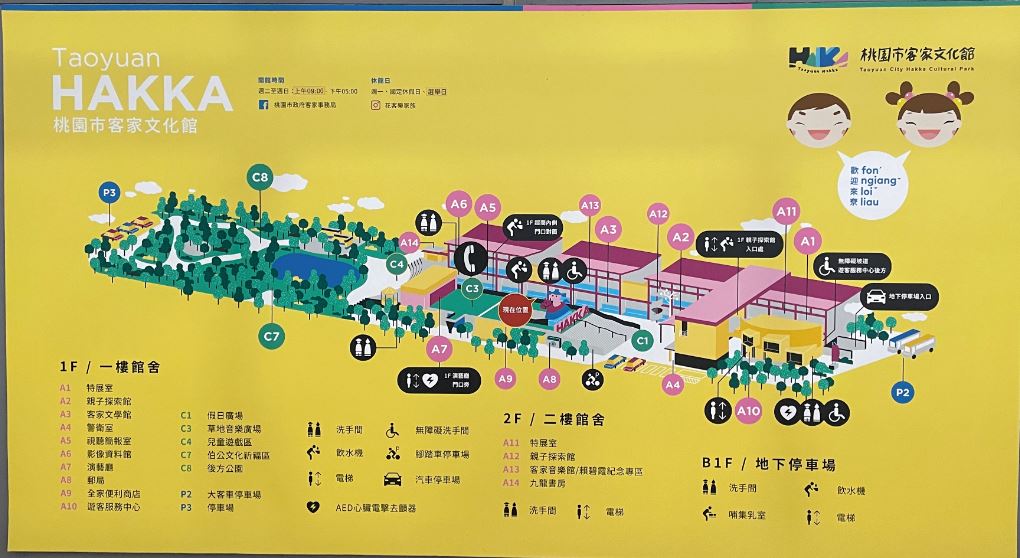 Taoyuan
HAKKA
桃園市客家文化館
開館時間
週二至週日：上午09:00- 下午05:00
桃園市政府客家事務局
休館日
週一、國定休假日、選舉日
花客樂家族
HAKKA
Taoyuan Hakka
桃園市客家文化館
Taoyuan City Hakka Cultural Park
歡 fonˊ
迎 ngiangˇ
來 loiˇ
寮 liau
P3
C8
A6
A5
1F 迴廊內側
門口對面
A13
A3
A12
A2
1F 親子探索館
入口處
A11
A1
無障礙坡道
遊客服務中心後方
地下停車場入口
A14
C4
C3
現在位置
HAKKA
C1
C7
A7
1F 演藝廳
門口旁
A9
A8
A4
A10
P2
1F / 一樓館舍
A1 特展室
A2 親子探索館
A3 客家文學館
A4 警衛室
A5 視聽簡報室
A6 影像資料館
A7 演藝廳
A8 郵局
A9 全家便利商店
A10 遊客服務中心
C1 假日廣場
C3 草地音樂廣場
C4 兒童遊戲區
C7 伯公文化祈福區
C8 後方公園
P2 大客車停車場
P3 停車場
洗手間
無障礙洗手間
飲水機
腳踏車停車場
電梯
汽車停車場
AED心臟電擊去顫器
2F / 二樓館舍
A11 特展室
A12 親子探索館
A13 客家音樂館/賴碧霞紀念專區
A14 九龍書房
洗手間
電梯
B1F / 地下停車場
洗手間
飲水機
哺集乳室
電梯